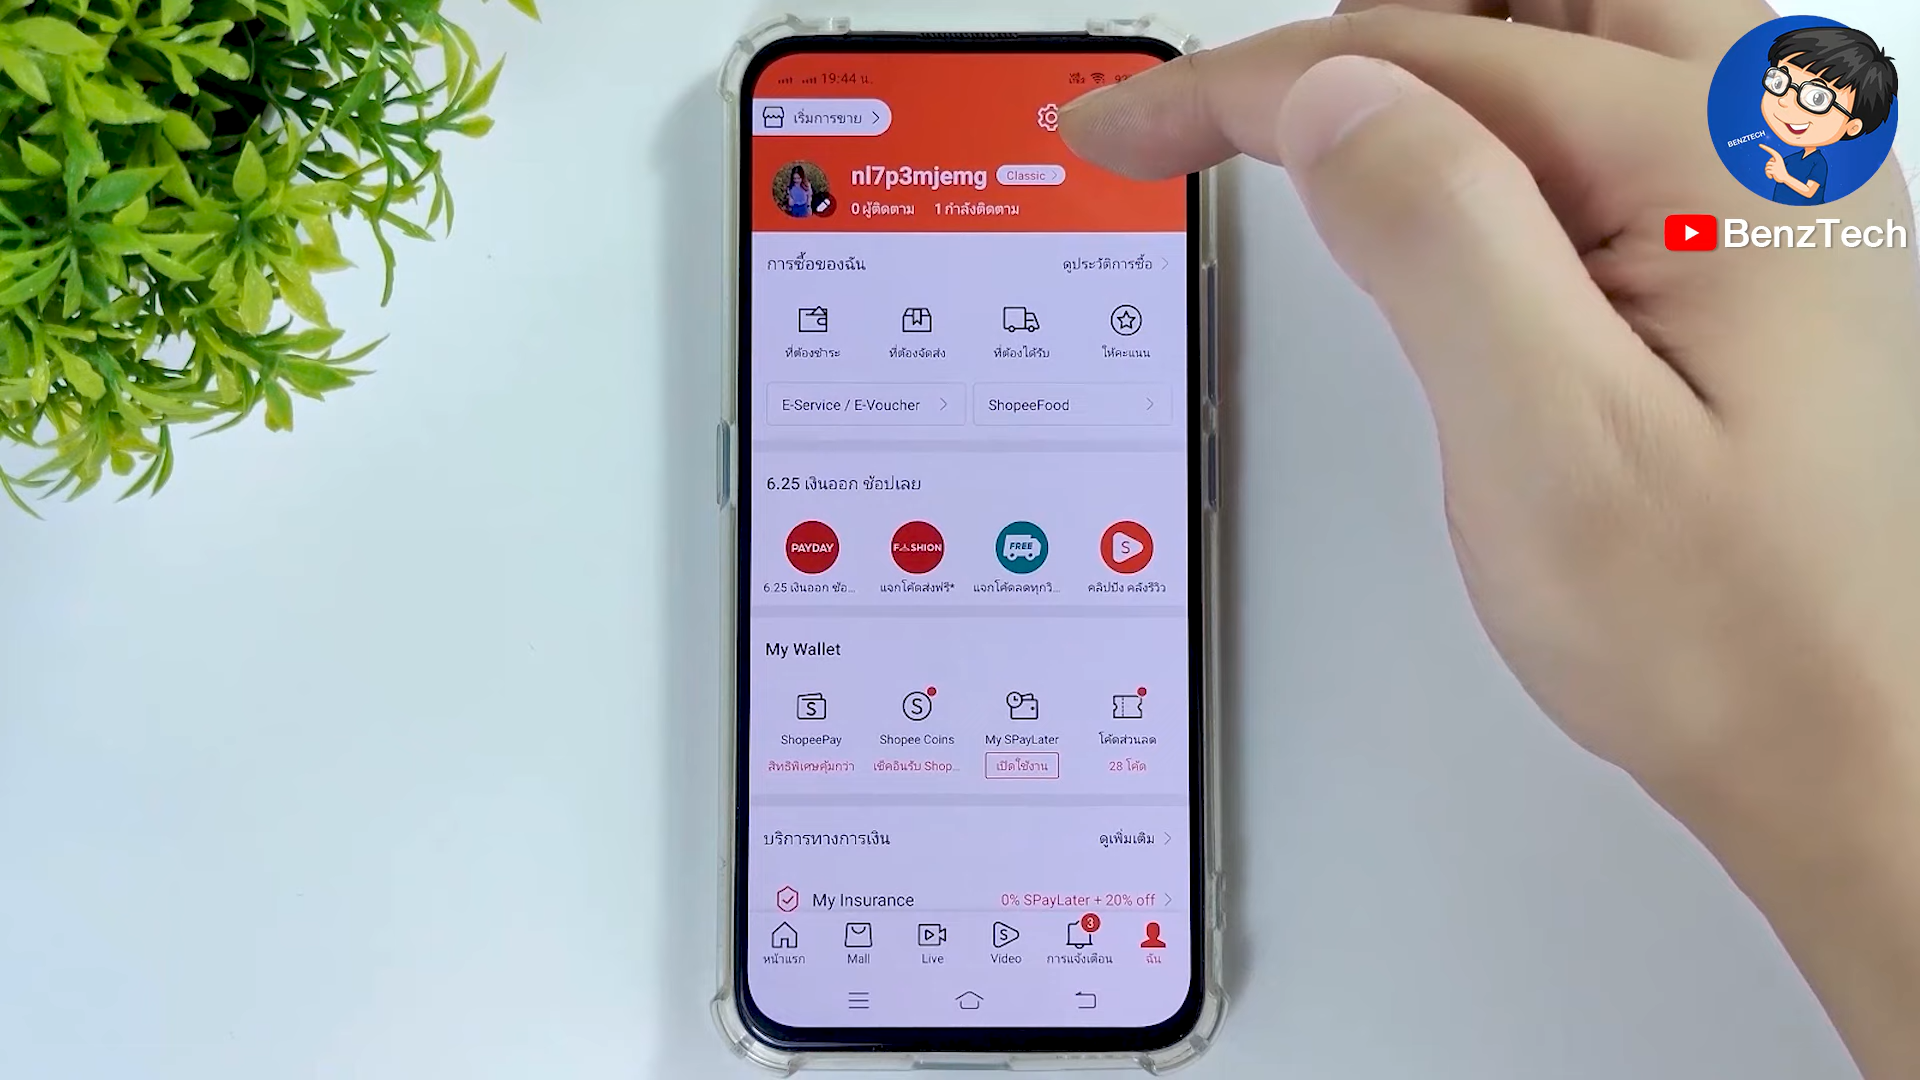 19:44 น.
เริ่มการขาย
nl7p3mjemg
Classic
0 ผู้ติดตาม 1 กำลังติดตาม
การซื้อของฉัน ดูประวัติการซื้อ
ที่ต้องชำระ ที่ต้องจัดส่ง ที่ต้องได้รับ ให้คะแนน
E-Service / E-Voucher ShopeeFood
6.25 เงินออก ช้อปเลย
PAYDAY FASHION FREE S
6.25 เงินออก ช้อ... แจกโค้ดส่งฟรี* แจกโค้ดลดทุกวั... คลิปปัง คลังรีวิว
My Wallet
S S
ShopeePay Shopee Coins My SPayLater โค้ดส่วนลด
สิทธิพิเศษคุ้มกว่า เช็คอินรับ Shop... เปิดใช้งาน 28 โค้ด
บริการทางการเงิน ดูเพิ่มเติม
My Insurance 0% SPayLater + 20% off
3
S
หน้าแรก Mall Live Video การแจ้งเตือน ฉัน
BENZTECH
BenzTech